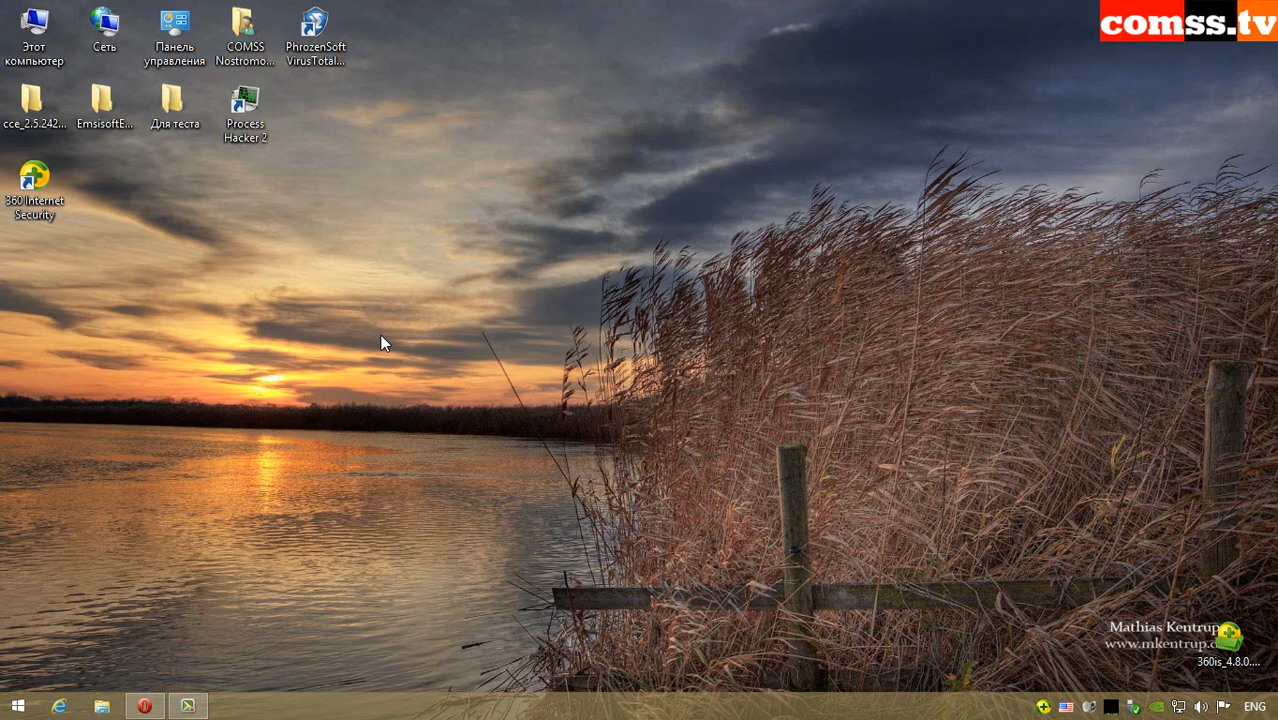 comss.tv
Этот
компьютер
Сеть
Панель
управления
COMSS
Nostromo...
PhrozenSoft
VirusTotal...
cce_2.5.242...
EmsisoftE...
Для теста
Process
Hacker 2
360 Internet
Security
Mathias Kentrup
www.mkentrup.d
360is_4.8.0....
ENG